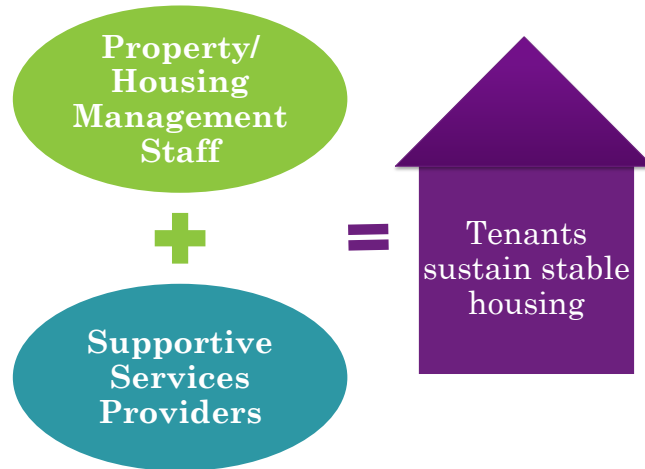 Property/
Housing
Management
Staff
+
=
Tenants
sustain stable
housing
Supportive
Services
Providers